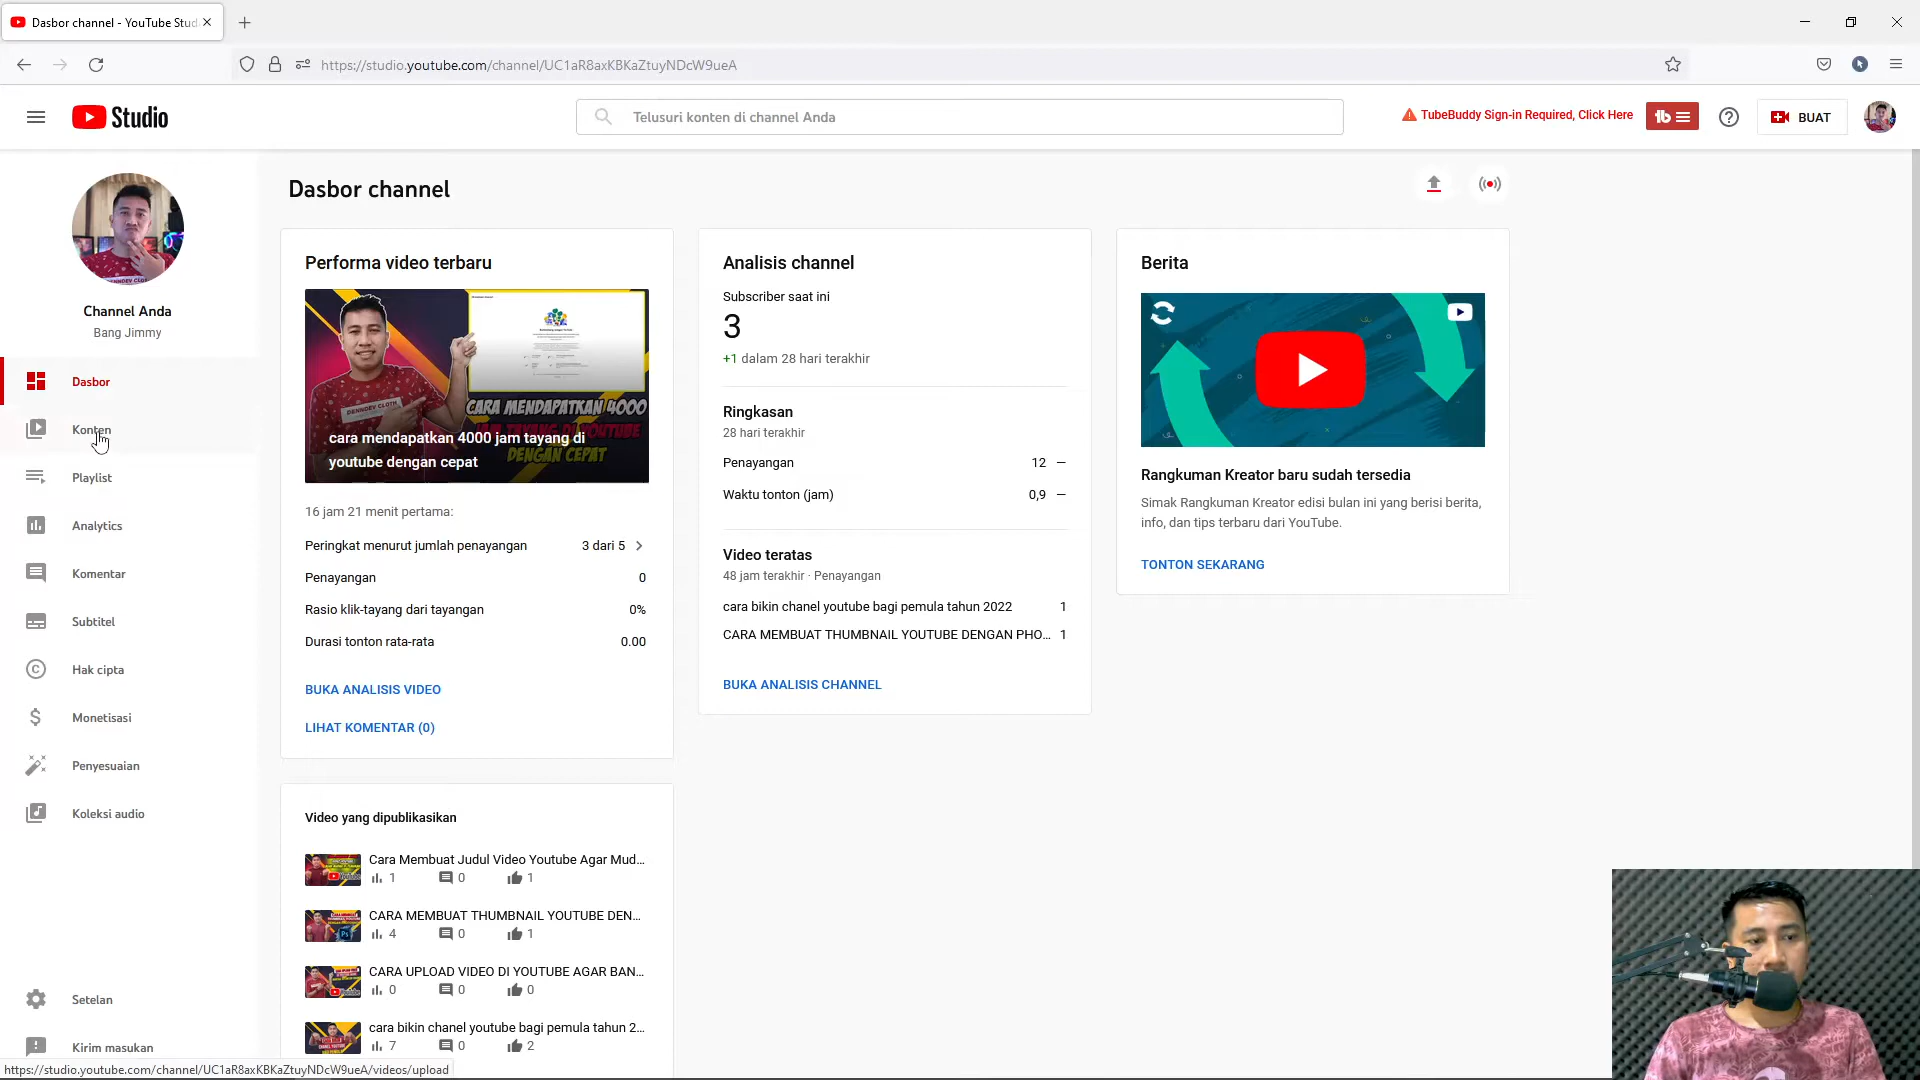 Dasbor channel - YouTube Stud
https://studio.youtube.com/channel/UC1aR8axKBKaZtuyNDcW9ueA
Studio
Telusuri konten di channel Anda
TubeBuddy Sign-in Required, Click Here
tb
BUAT
Channel Anda
Bang Jimmy
Dasbor
Konten
Playlist
Analytics
Komentar
Subtitel
Hak cipta
Monetisasi
Penyesuaian
Koleksi audio
Setelan
Kirim masukan
https://studio.youtube.com/channel/UC1aR8axKBKaZtuyNDcW9ueA/videos/upload
Dasbor channel
Performa video terbaru
DENNDEV CLOTH
CARA MENDAPATKAN 4000
DENGAN CEPAT
cara mendapatkan 4000 jam tayang di
youtube dengan cepat
16 jam 21 menit pertama:
Peringkat menurut jumlah penayangan 3 dari 5
Penayangan 0
Rasio klik-tayang dari tayangan 0%
Durasi tonton rata-rata 0.00
BUKA ANALISIS VIDEO
LIHAT KOMENTAR (0)
Video yang dipublikasikan
Cara Membuat Judul Video Youtube Agar Mud...
1 0 1
CARA MEMBUAT THUMBNAIL YOUTUBE DEN...
4 0 1
CARA UPLOAD VIDEO DI YOUTUBE AGAR BAN...
0 0 0
cara bikin chanel youtube bagi pemula tahun 2...
7 0 2
Analisis channel
Subscriber saat ini
3
+1 dalam 28 hari terakhir
Ringkasan
28 hari terakhir
Penayangan 12 —
Waktu tonton (jam) 0,9 —
Video teratas
48 jam terakhir · Penayangan
cara bikin chanel youtube bagi pemula tahun 2022 1
CARA MEMBUAT THUMBNAIL YOUTUBE DENGAN PHO... 1
BUKA ANALISIS CHANNEL
Berita
Rangkuman Kreator baru sudah tersedia
Simak Rangkuman Kreator edisi bulan ini yang berisi berita,
info, dan tips terbaru dari YouTube.
TONTON SEKARANG